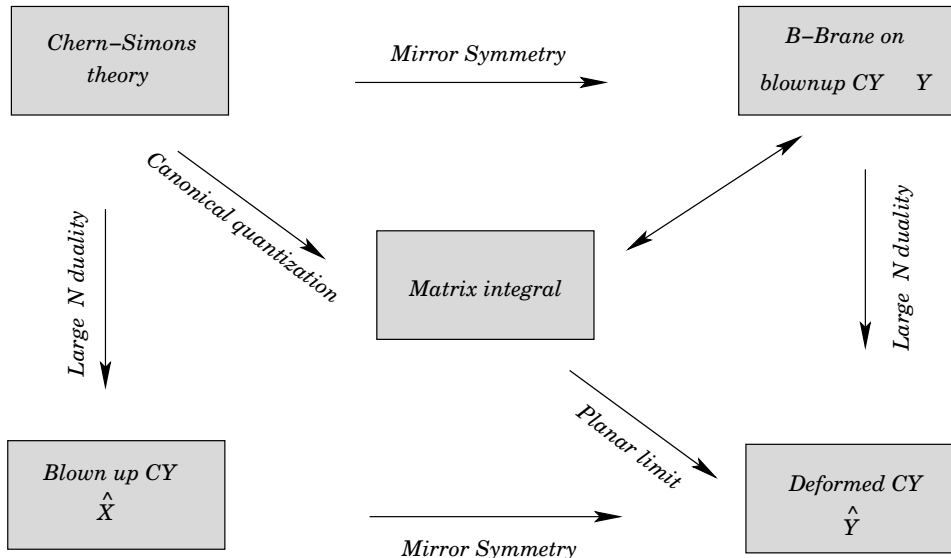 Chern−Simons
theory
Mirror Symmetry
B−Brane on
blownup CY Y
Canonical quantization
Large N duality
Large N duality
Matrix integral
Planar limit
Blown up CY
^
X
Mirror Symmetry
Deformed CY
^
Y